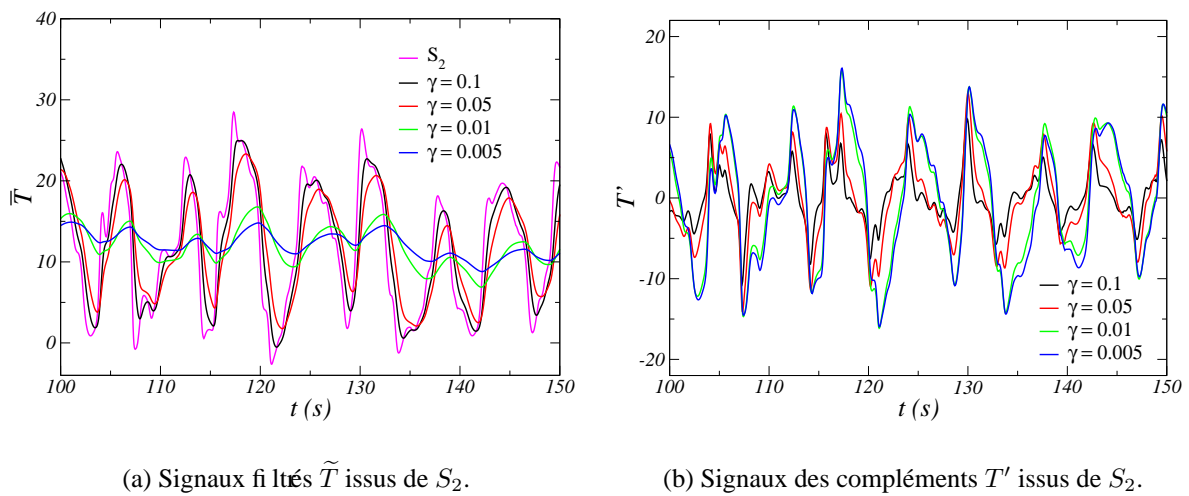 40
30
20
10
0
T̅
S₂
γ = 0.1
γ = 0.05
γ = 0.01
γ = 0.005
100 110 120 130 140 150
t (s)
20
10
0
-10
-20
T'
γ = 0.1
γ = 0.05
γ = 0.01
γ = 0.005
100 110 120 130 140 150
t (s)
(a) Signaux filtrés T̃ issus de S₂.
(b) Signaux des compléments T′ issus de S₂.